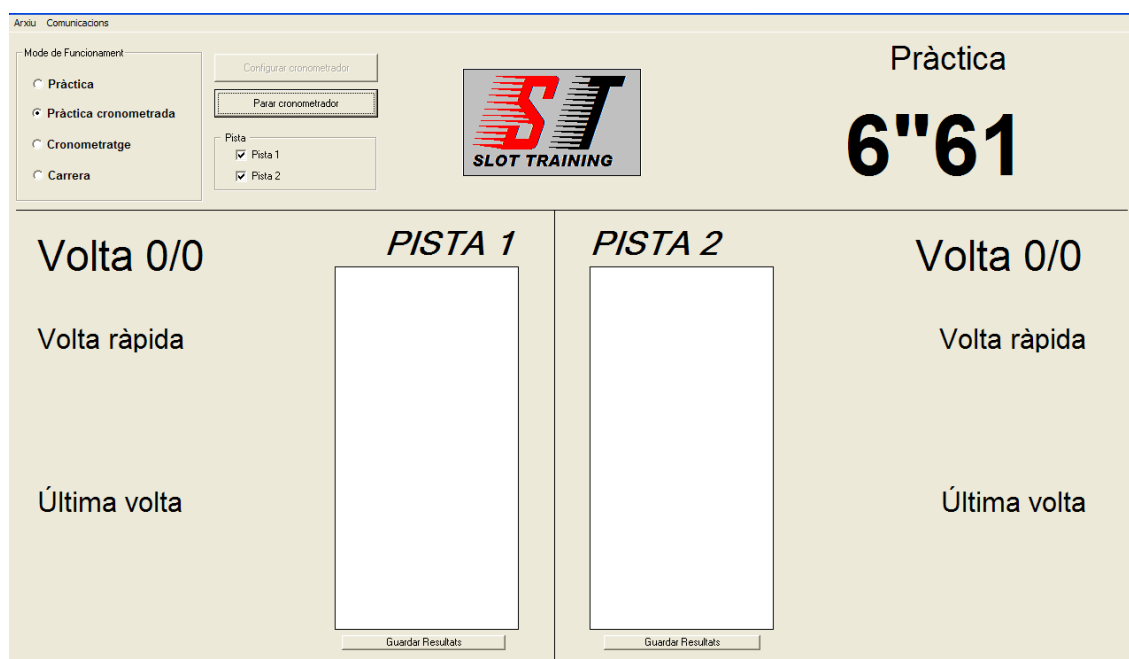 Arxiu Comunicacions
Mode de Funcionament
Pràctica
Pràctica cronometrada
Cronometratge
Carrera
Configurar cronometrador
Parar cronometrador
Pista
Pista 1
Pista 2
ST
SLOT TRAINING
Pràctica
6"61
Volta 0/0
Volta ràpida
Última volta
PISTA 1
Guardar Resultats
PISTA 2
Guardar Resultats
Volta 0/0
Volta ràpida
Última volta